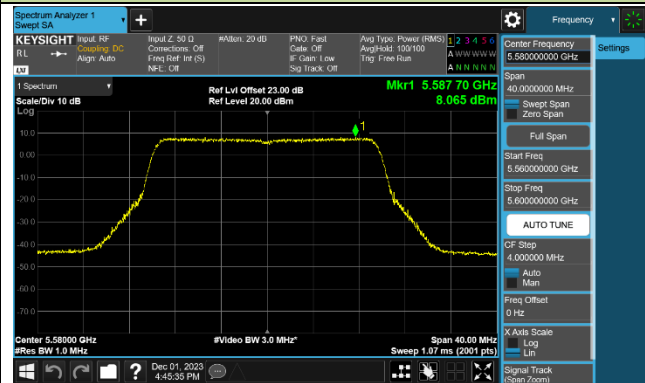 Spectrum Analyzer 1
Swept SA
+
Frequency
KEYSIGHT
RL
LXI
Input: RF
Coupling: DC
Align: Auto
Input Z: 50 Ω
Corrections: Off
Freq Ref: Int (S)
NFE: Off
#Atten: 20 dB
PNO: Fast
Gate: Off
IF Gain: Low
Sig Track: Off
Avg Type: Power (RMS)
Avg|Hold: 100/100
Trig: Free Run
1 2 3 4 5 6
A W W W W W
A N N N N N
Center Frequency
5.580000000 GHz
Settings
Span
40.0000000 MHz
Swept Span
Zero Span
Full Span
Start Freq
5.560000000 GHz
Stop Freq
5.600000000 GHz
AUTO TUNE
CF Step
4.000000 MHz
Auto
Man
Freq Offset
0 Hz
X Axis Scale
Log
Lin
Signal Track
(Span Zoom)
1 Spectrum
Scale/Div 10 dB
Log
Ref Lvl Offset 23.00 dB
Ref Level 20.00 dBm
Mkr1 5.587 70 GHz
8.065 dBm
1
10.0
0.00
-10.0
-20.0
-30.0
-40.0
-50.0
-60.0
-70.0
Center 5.58000 GHz
#Res BW 1.0 MHz
#Video BW 3.0 MHz*
Span 40.00 MHz
Sweep 1.07 ms (2001 pts)
?
Dec 01, 2023
4:45:35 PM